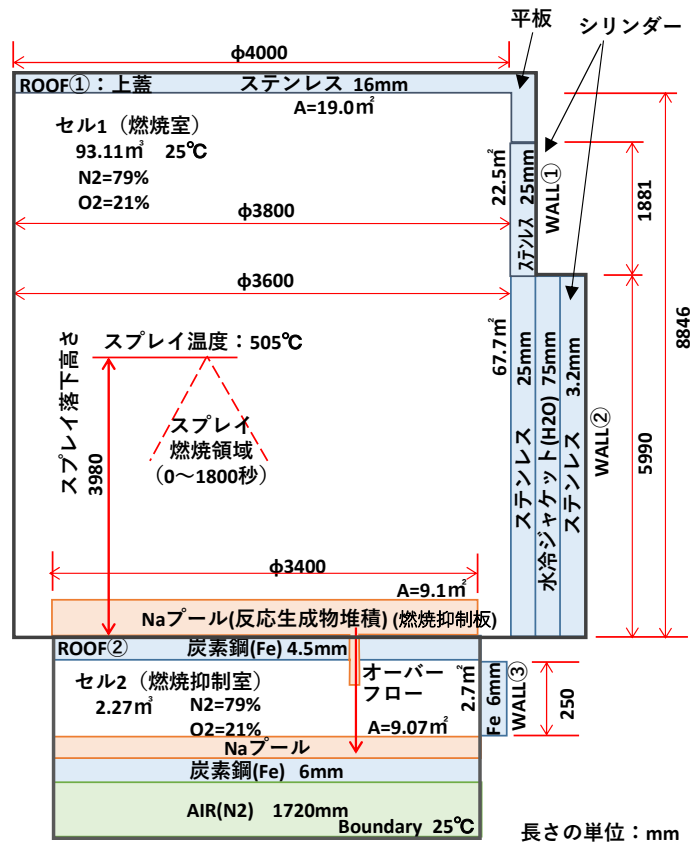 平板
シリンダー
φ4000
ROOF①：上蓋
ステンレス 16mm
A=19.0㎡
セル1（燃焼室）
93.11㎥ 25℃
N2=79%
O2=21%
22.5㎡
ステンレス 25mm
WALL①
1881
8846
φ3800
φ3600
スプレイ温度：505℃
スプレイ落下高さ
3980
スプレイ
燃焼領域
（0～1800秒）
67.7㎡
ステンレス 25mm
水冷ジャケット(H2O) 75mm
ステンレス 3.2mm
WALL②
5990
φ3400
A=9.1㎡
Naプール(反応生成物堆積) (燃焼抑制板)
ROOF②
炭素鋼(Fe) 4.5mm
セル2（燃焼抑制室）
2.27㎥
N2=79%
O2=21%
オーバー
フロー
A=9.07㎡
2.7㎡
Fe 6mm
WALL③
250
Naプール
炭素鋼(Fe) 6mm
AIR(N2) 1720mm
Boundary 25℃
長さの単位：mm